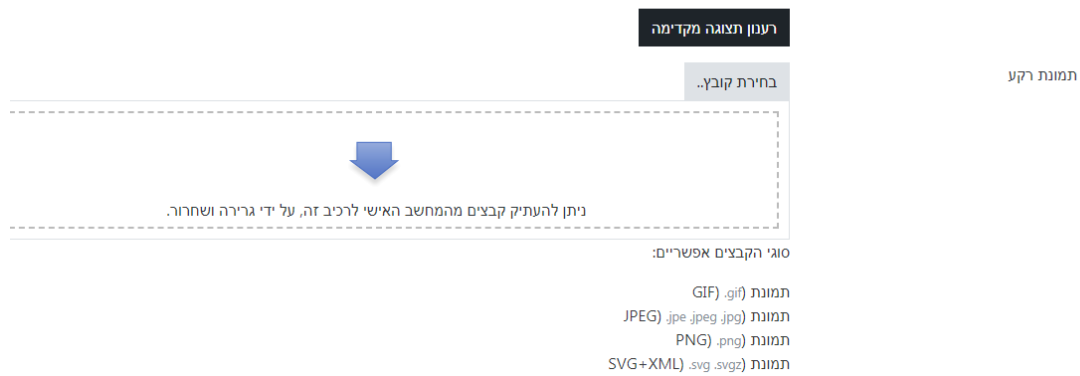 רענון תצוגה מקדימה
תמונת רקע
בחירת קובץ..
ניתן להעתיק קבצים מהמחשב האישי לרכיב זה, על ידי גרירה ושחרור.
סוגי הקבצים אפשריים:
תמונת (GIF) .gif
תמונת (JPEG) .jpe .jpeg .jpg
תמונת (PNG) .png
תמונת (SVG+XML) .svg .svgz